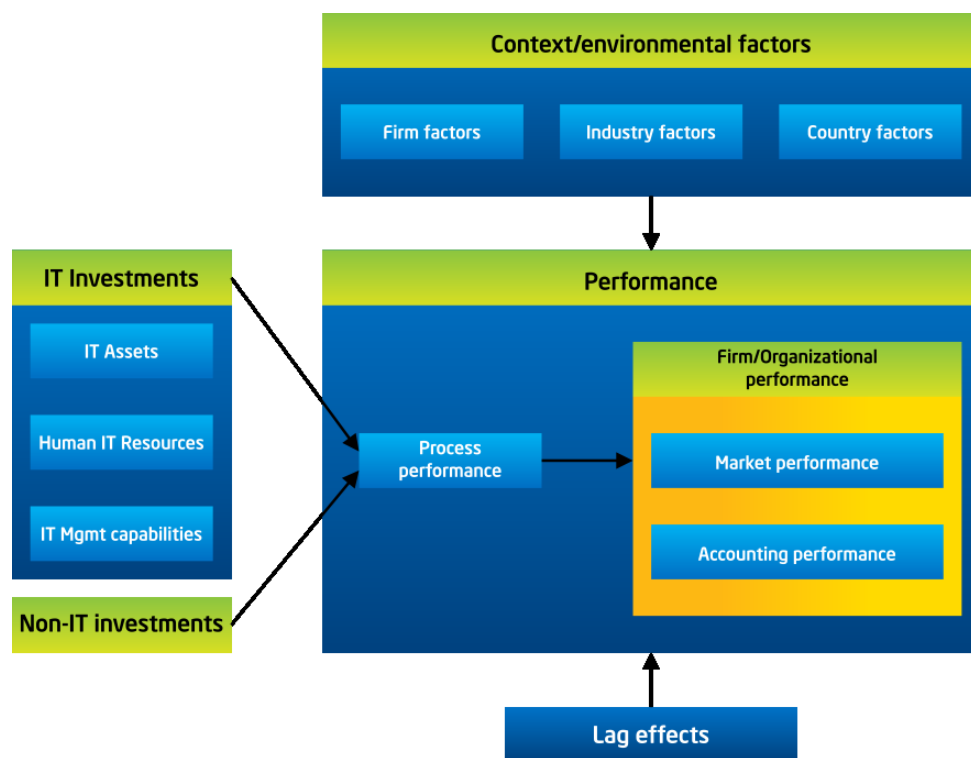 Context/environmental factors
Firm factors
Industry factors
Country factors
IT Investments
IT Assets
Human IT Resources
IT Mgmt capabilities
Non-IT investments
Performance
Process
performance
Firm/Organizational
performance
Market performance
Accounting performance
Lag effects